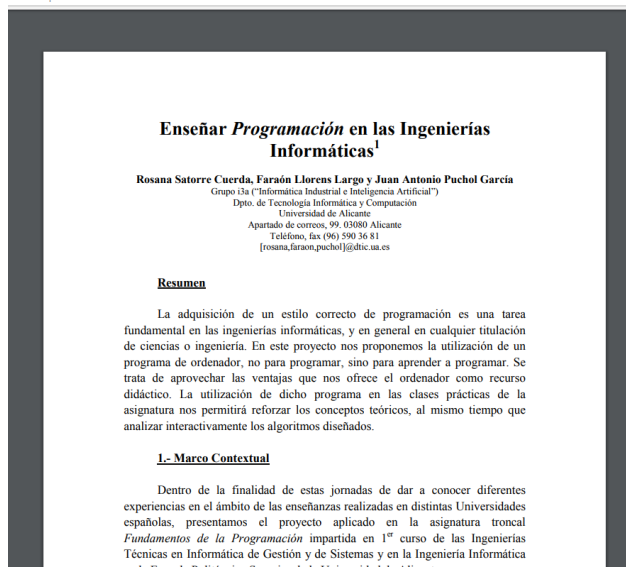 Enseñar Programación en las Ingenierías
Informáticas1
Rosana Satorre Cuerda, Faraón Llorens Largo y Juan Antonio Puchol García
Grupo i3a ("Informática Industrial e Inteligencia Artificial")
Dpto. de Tecnología Informática y Computación
Universidad de Alicante
Apartado de correos, 99. 03080 Alicante
Teléfono, fax (96) 590 36 81
[rosana,faraon,puchol]@dtic.ua.es
Resumen
La adquisición de un estilo correcto de programación es una tarea
fundamental en las ingenierías informáticas, y en general en cualquier titulación
de ciencias o ingeniería. En este proyecto nos proponemos la utilización de un
programa de ordenador, no para programar, sino para aprender a programar. Se
trata de aprovechar las ventajas que nos ofrece el ordenador como recurso
didáctico. La utilización de dicho programa en las clases prácticas de la
asignatura nos permitirá reforzar los conceptos teóricos, al mismo tiempo que
analizar interactivamente los algoritmos diseñados.
1.- Marco Contextual
Dentro de la finalidad de estas jornadas de dar a conocer diferentes
experiencias en el ámbito de las enseñanzas realizadas en distintas Universidades
españolas, presentamos el proyecto aplicado en la asignatura troncal
Fundamentos de la Programación impartida en 1er curso de las Ingenierías
Técnicas en Informática de Gestión y de Sistemas y en la Ingeniería Informática